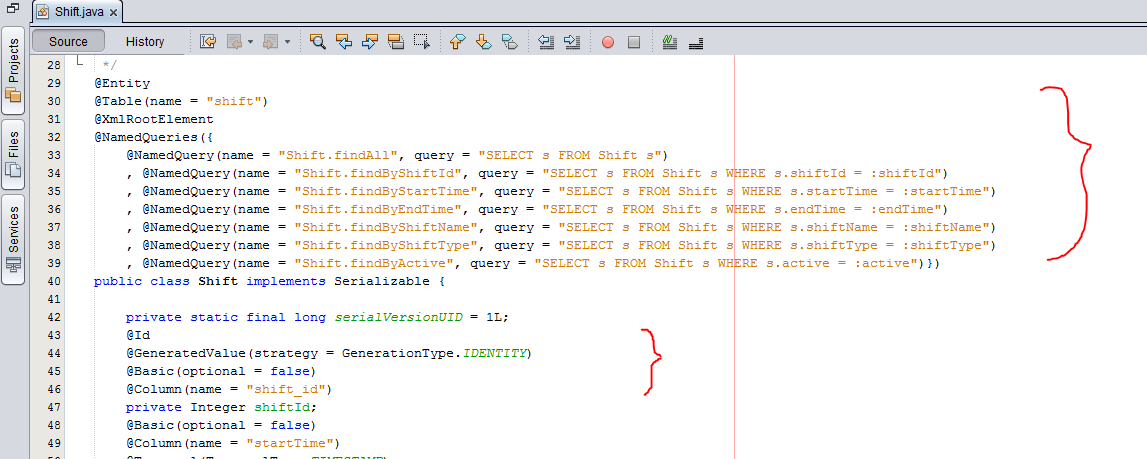 Shift.java
Source History
Projects
Files
Services
28 */
29 @Entity
30 @Table(name = "shift")
31 @XmlRootElement
32 @NamedQueries({
33 @NamedQuery(name = "Shift.findAll", query = "SELECT s FROM Shift s")
34 , @NamedQuery(name = "Shift.findByShiftId", query = "SELECT s FROM Shift s WHERE s.shiftId = :shiftId")
35 , @NamedQuery(name = "Shift.findByStartTime", query = "SELECT s FROM Shift s WHERE s.startTime = :startTime")
36 , @NamedQuery(name = "Shift.findByEndTime", query = "SELECT s FROM Shift s WHERE s.endTime = :endTime")
37 , @NamedQuery(name = "Shift.findByShiftName", query = "SELECT s FROM Shift s WHERE s.shiftName = :shiftName")
38 , @NamedQuery(name = "Shift.findByShiftType", query = "SELECT s FROM Shift s WHERE s.shiftType = :shiftType")
39 , @NamedQuery(name = "Shift.findByActive", query = "SELECT s FROM Shift s WHERE s.active = :active")})
40 public class Shift implements Serializable {
41
42 private static final long serialVersionUID = 1L;
43 @Id
44 @GeneratedValue(strategy = GenerationType.IDENTITY)
45 @Basic(optional = false)
46 @Column(name = "shift_id")
47 private Integer shiftId;
48 @Basic(optional = false)
49 @Column(name = "startTime")